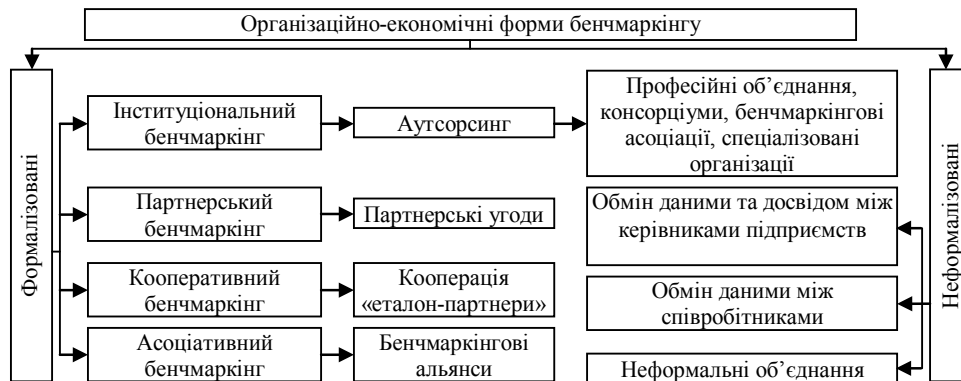 Організаційно-економічні форми бенчмаркінгу
Формалізовані
Інституціональний
бенчмаркінг
Аутсорсинг
Професійні об’єднання,
консорціуми, бенчмаркінгові
асоціації, спеціалізовані
організації
Партнерський
бенчмаркінг
Партнерські угоди
Обмін даними та досвідом між
керівниками підприємств
Кооперативний
бенчмаркінг
Кооперація
«еталон-партнери»
Обмін даними між
співробітниками
Асоціативний
бенчмаркінг
Бенчмаркінгові
альянси
Неформальні об’єднання
Неформалізовані